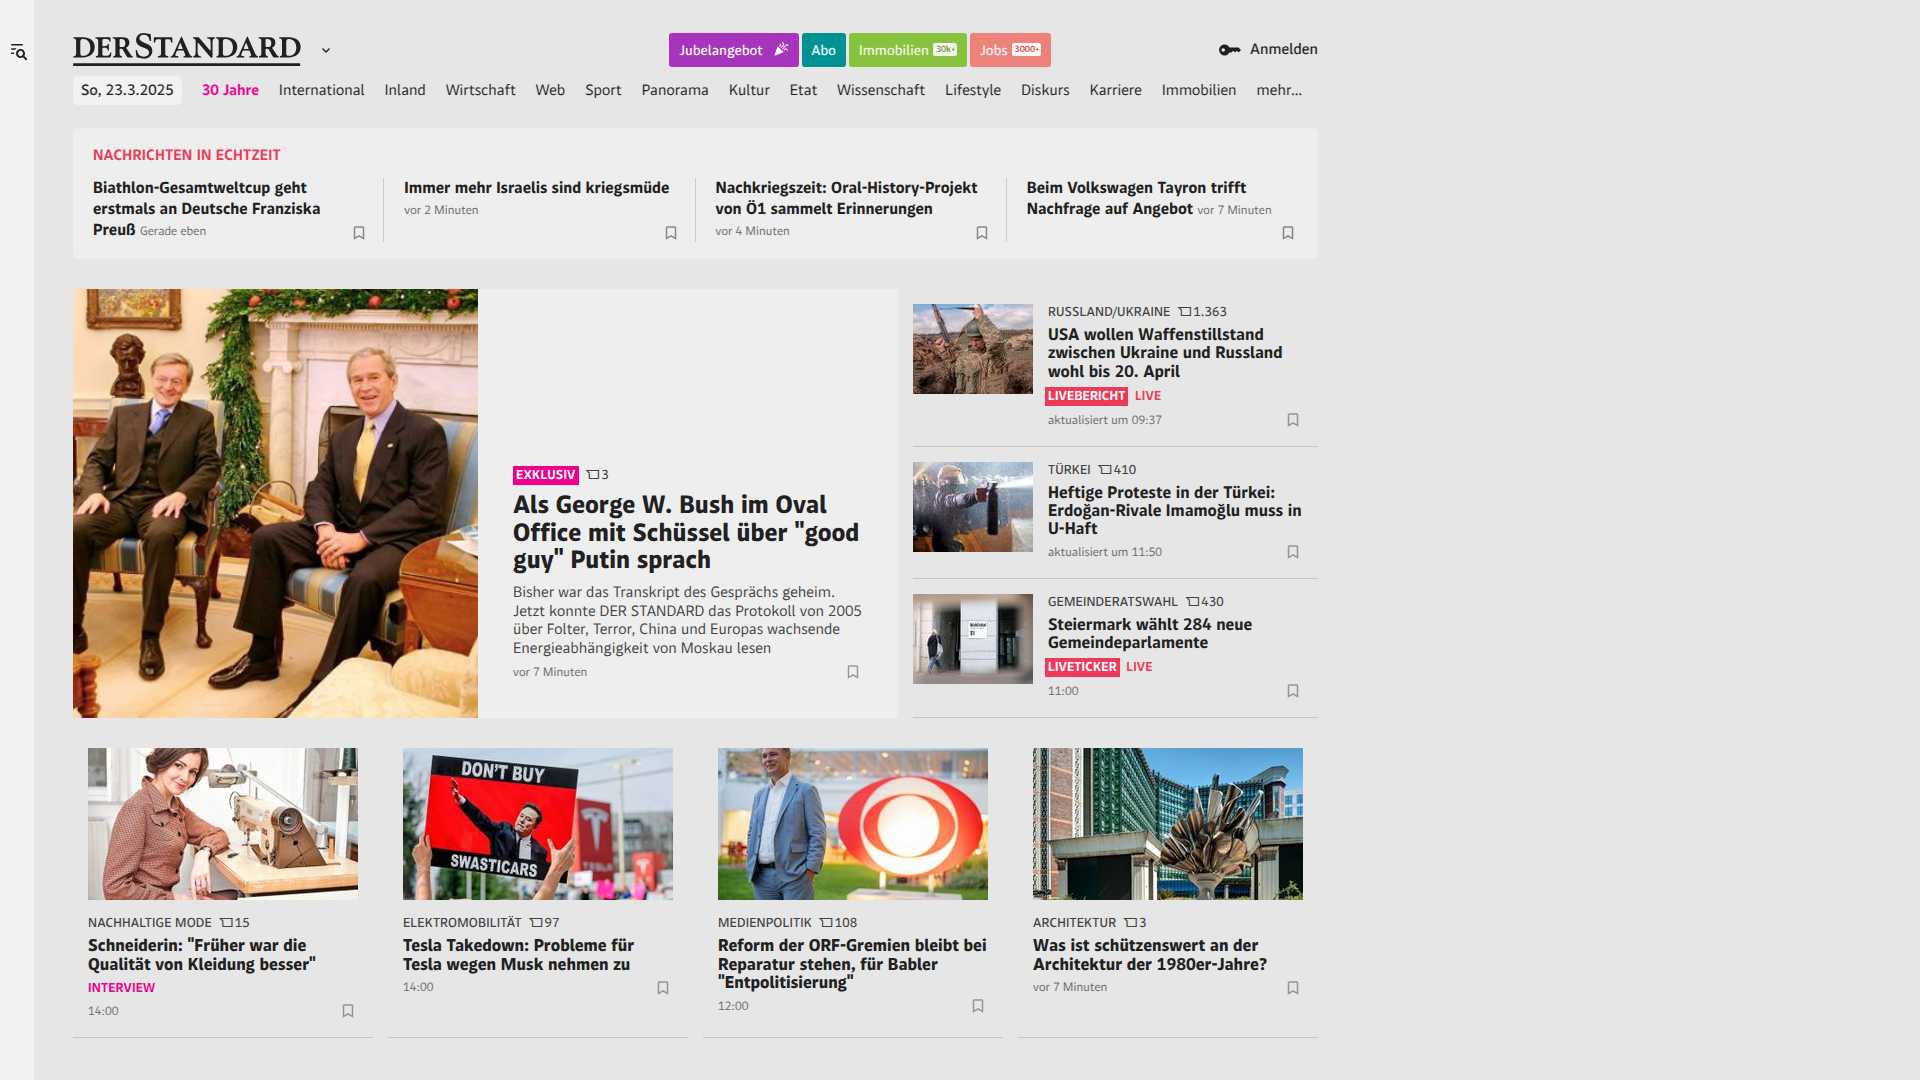 DERSTANDARD
Jubelangebot
Abo
Immobilien 30k+
Jobs 3000+
Anmelden
So, 23.3.2025
30 Jahre
International
Inland
Wirtschaft
Web
Sport
Panorama
Kultur
Etat
Wissenschaft
Lifestyle
Diskurs
Karriere
Immobilien
mehr...
NACHRICHTEN IN ECHTZEIT
Biathlon-Gesamtweltcup geht
erstmals an Deutsche Franziska
Preuß Gerade eben
Immer mehr Israelis sind kriegsmüde
vor 2 Minuten
Nachkriegszeit: Oral-History-Projekt
von Ö1 sammelt Erinnerungen
vor 4 Minuten
Beim Volkswagen Tayron trifft
Nachfrage auf Angebot vor 7 Minuten
EXKLUSIV 3
Als George W. Bush im Oval
Office mit Schüssel über "good
guy" Putin sprach
Bisher war das Transkript des Gesprächs geheim.
Jetzt konnte DER STANDARD das Protokoll von 2005
über Folter, Terror, China und Europas wachsende
Energieabhängigkeit von Moskau lesen
vor 7 Minuten
RUSSLAND/UKRAINE 1.363
USA wollen Waffenstillstand
zwischen Ukraine und Russland
wohl bis 20. April
LIVEBERICHT LIVE
aktualisiert um 09:37
TÜRKEI 410
Heftige Proteste in der Türkei:
Erdoğan-Rivale Imamoğlu muss in
U-Haft
aktualisiert um 11:50
GEMEINDERATSWAHL 430
Steiermark wählt 284 neue
Gemeindeparlamente
LIVETICKER LIVE
11:00
NACHHALTIGE MODE 15
Schneiderin: "Früher war die
Qualität von Kleidung besser"
INTERVIEW
14:00
DON'T BUY
SWASTICARS
TESLA
ELEKTROMOBILITÄT 97
Tesla Takedown: Probleme für
Tesla wegen Musk nehmen zu
14:00
MEDIENPOLITIK 108
Reform der ORF-Gremien bleibt bei
Reparatur stehen, für Babler
"Entpolitisierung"
12:00
ARCHITEKTUR 3
Was ist schützenswert an der
Architektur der 1980er-Jahre?
vor 7 Minuten